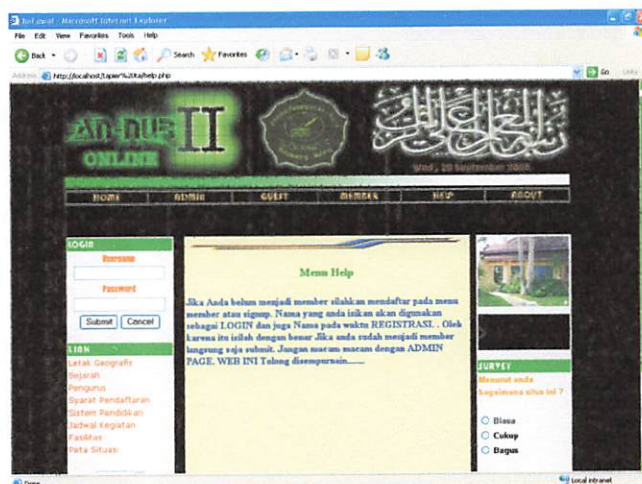 File Edit View Favorites Tools Help
Back Search Favorites
http://localhost/tapier%20ta/help.php Go Links
AN-NUR II
ONLINE
Wed, 20 September 2006
HOME ADMIN GUEST MEMBER HELP ABOUT
LOGIN
Username
Password
Submit Cancel
LINK
Letak Geografis
Sejarah
Pengurus
Syarat Pendaftaran
Sistem Pendidikan
Jadwal Kegiatan
Fasilitas
Peta Situasi
Menu Help
Jika Anda belum menjadi member silahkan mendaftar pada menu
member atau signup. Nama yang anda isikan akan digunakan
sebagai LOGIN dan juga Nama pada waktu REGISTRASI. . Oleh
karena itu isilah dengan benar Jika anda sudah menjadi member
langsung saja submit. Jangan macam macam dengan ADMIN
PAGE. WEB INI Tolong disempurnain.......
SURVEY
Menurut anda
bagaimana situs ini ?
Biasa
Cukup
Bagus
Done Local intranet